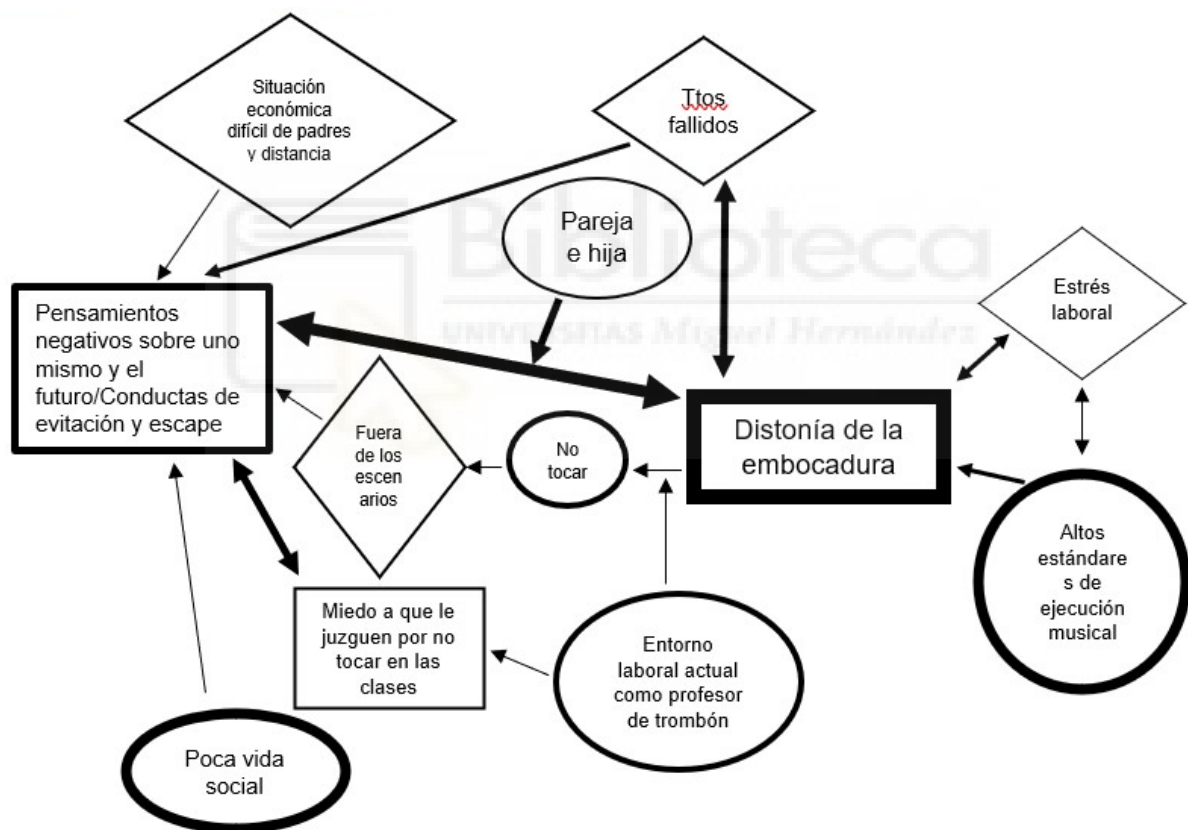 Situación
económica
difícil de padres
y distancia
Ttos
fallidos
Pareja
e hija
Biblioteca
UNIVERSITAS Miguel Hernández
Estrés
laboral
Pensamientos
negativos sobre uno
mismo y el
futuro/Conductas de
evitación y escape
Fuera
de los
escen
arios
No
tocar
Distonía de la
embocadura
Altos
estándare
s de
ejecución
musical
Miedo a que le
juzguen por no
tocar en las
clases
Entorno
laboral actual
como profesor
de trombón
Poca vida
social